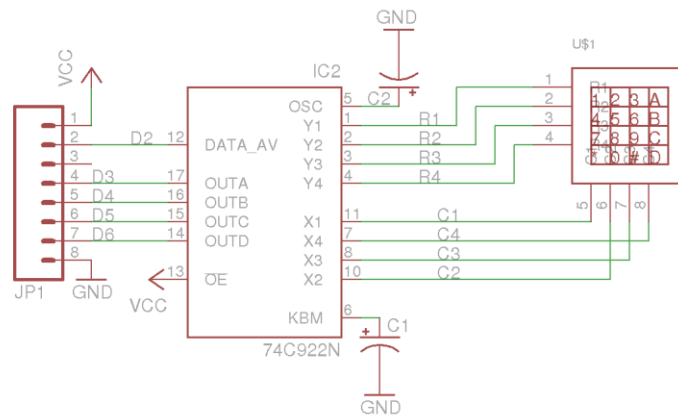 GND
VCC
IC2
U$1
C2
OSC 5
1 D2 12 DATA_AV Y1 1 R1 1
2 Y2 2 R2 2
3 Y3 3 R3 3
4 D3 17 OUTA Y4 4 R4 4
5 D4 16 OUTB
6 D5 15 OUTC X1 11 C1
7 D6 14 OUTD X4 7 C4
8 X3 8 C3
13 OE X2 10 C2
1 2 3 A
4 5 6 B
7 8 9 C
* 0 # D
5 6 7 8
JP1
GND
VCC
KBM 6 C1
74C922N
GND